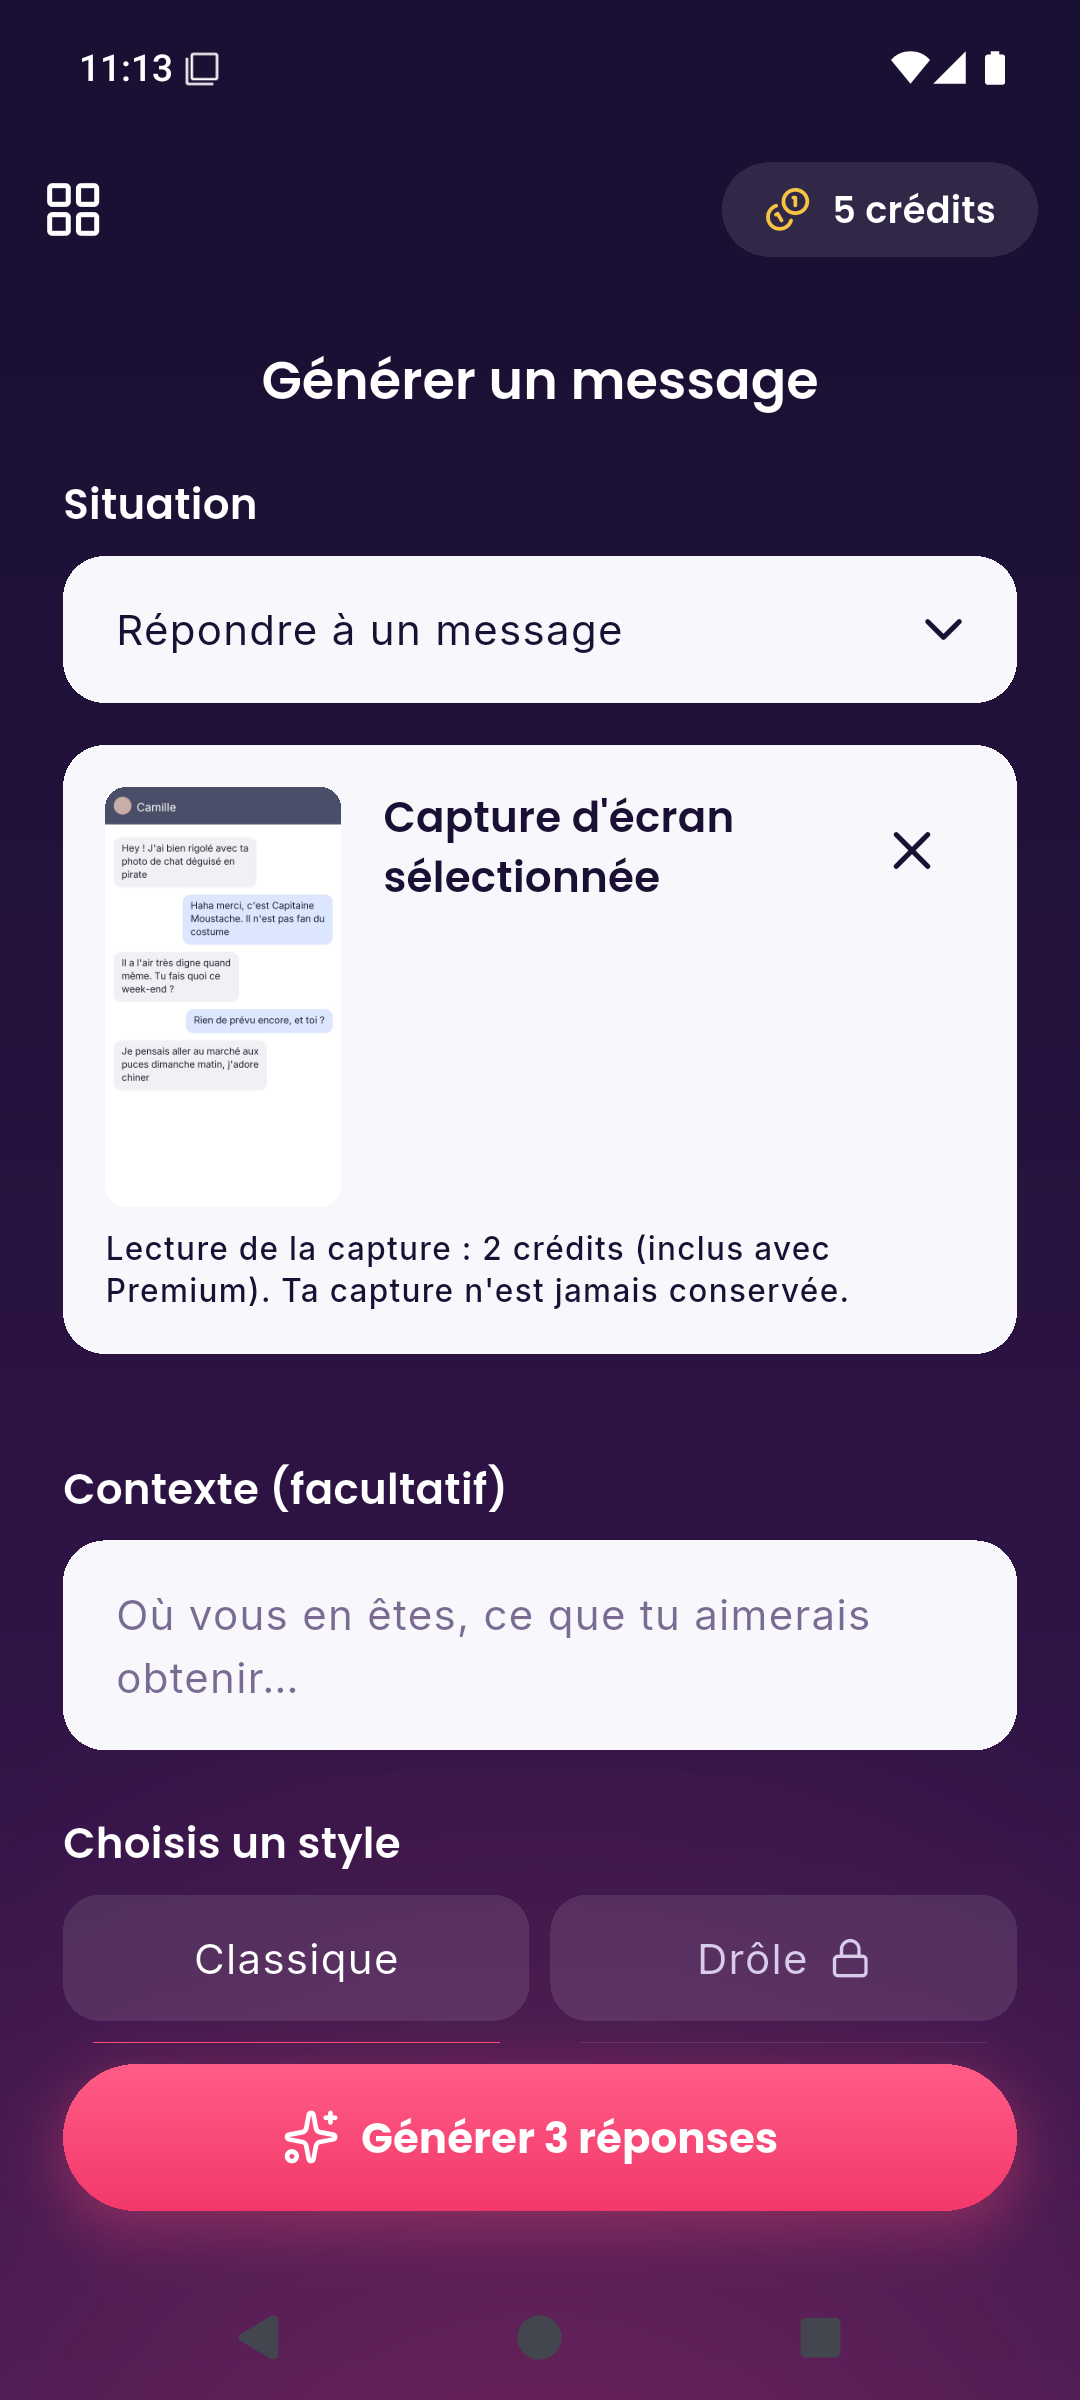 11:13
5 crédits
Générer un message
Situation
Répondre à un message
Camille
Hey ! J'ai bien rigolé avec ta
photo de chat déguisé en
pirate
Haha merci, c'est Capitaine
Moustache. Il n'est pas fan du
costume
Il a l'air très digne quand
même. Tu fais quoi ce
week-end ?
Rien de prévu encore, et toi ?
Je pensais aller au marché aux
puces dimanche matin, j'adore
chiner
Capture d'écran
sélectionnée
Lecture de la capture : 2 crédits (inclus avec
Premium). Ta capture n'est jamais conservée.
Contexte (facultatif)
Où vous en êtes, ce que tu aimerais
obtenir...
Choisis un style
Classique
Drôle
Générer 3 réponses